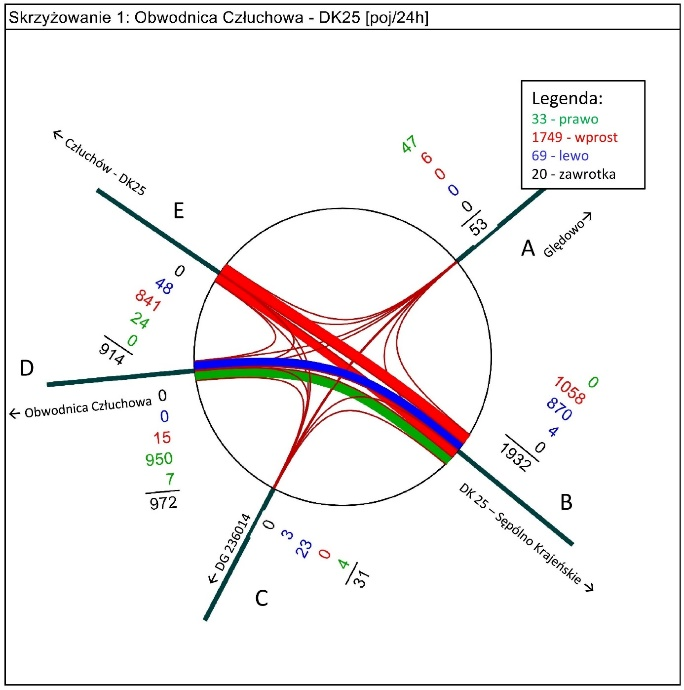 Skrzyżowanie 1: Obwodnica Człuchowa - DK25 [poj/24h]
Legenda:
33 - prawo
1749 - wprost
69 - lewo
20 - zawrotka
47
6
0
0
0
53
A
Głędowo→
← Człuchów - DK25
E
0
48
841
24
0
914
D
← Obwodnica Człuchowa
0
0
15
950
7
972
0
1058
870
4
0
1932
B
DK 25 – Sępólno Krajeńskie →
← DG 236014
C
0
3
23
0
4
31